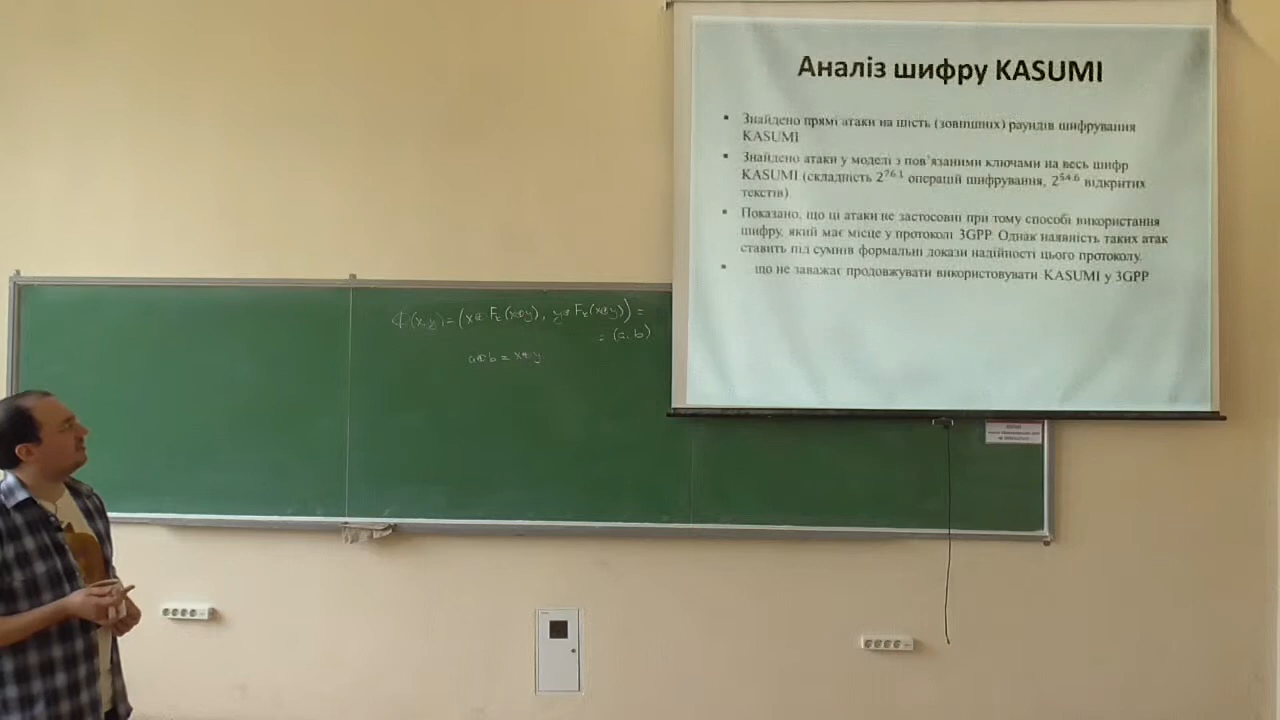 Аналіз шифру KASUMI
▪ Знайдено прямі атаки на шість (зовнішніх) раундів шифрування
KASUMI
▪ Знайдено атаки у моделі з пов'язаними ключами на весь шифр
KASUMI (складність 2^76.1 операцій шифрування, 2^54.6 відкритих
текстів)
▪ Показано, що ці атаки не застосовні при тому способі використання
шифру, який має місце у протоколі 3GPP. Однак наявність таких атак
ставить під сумнів формальні докази надійності цього протоколу.
▪ що не заважає продовжувати використовувати KASUMI у 3GPP
(x, y) = (x⊕ F_k(x⊕y), y⊕ F_k(x⊕y)) =
= (a, b)
a⊕b = x⊕y